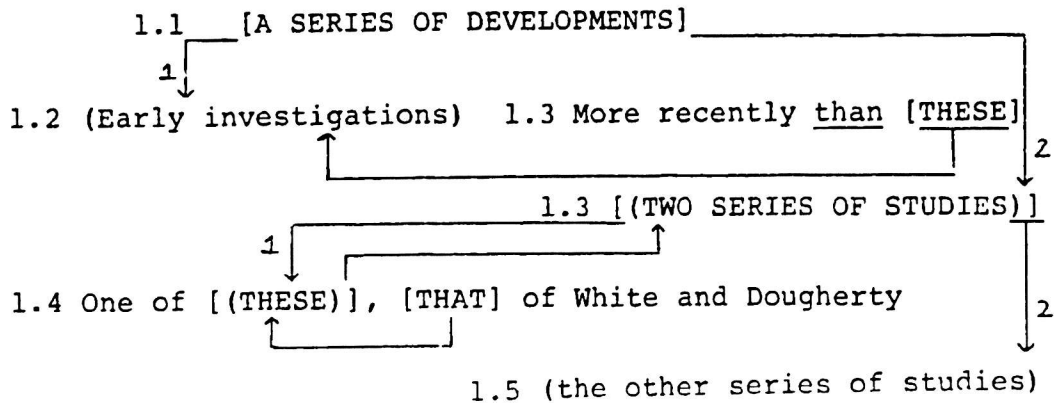 1.1 [A SERIES OF DEVELOPMENTS]
1
1.2 (Early investigations) 1.3 More recently than [THESE]
2
1.3 [(TWO SERIES OF STUDIES)]
1
1.4 One of [(THESE)], [THAT] of White and Dougherty
2
1.5 (the other series of studies)